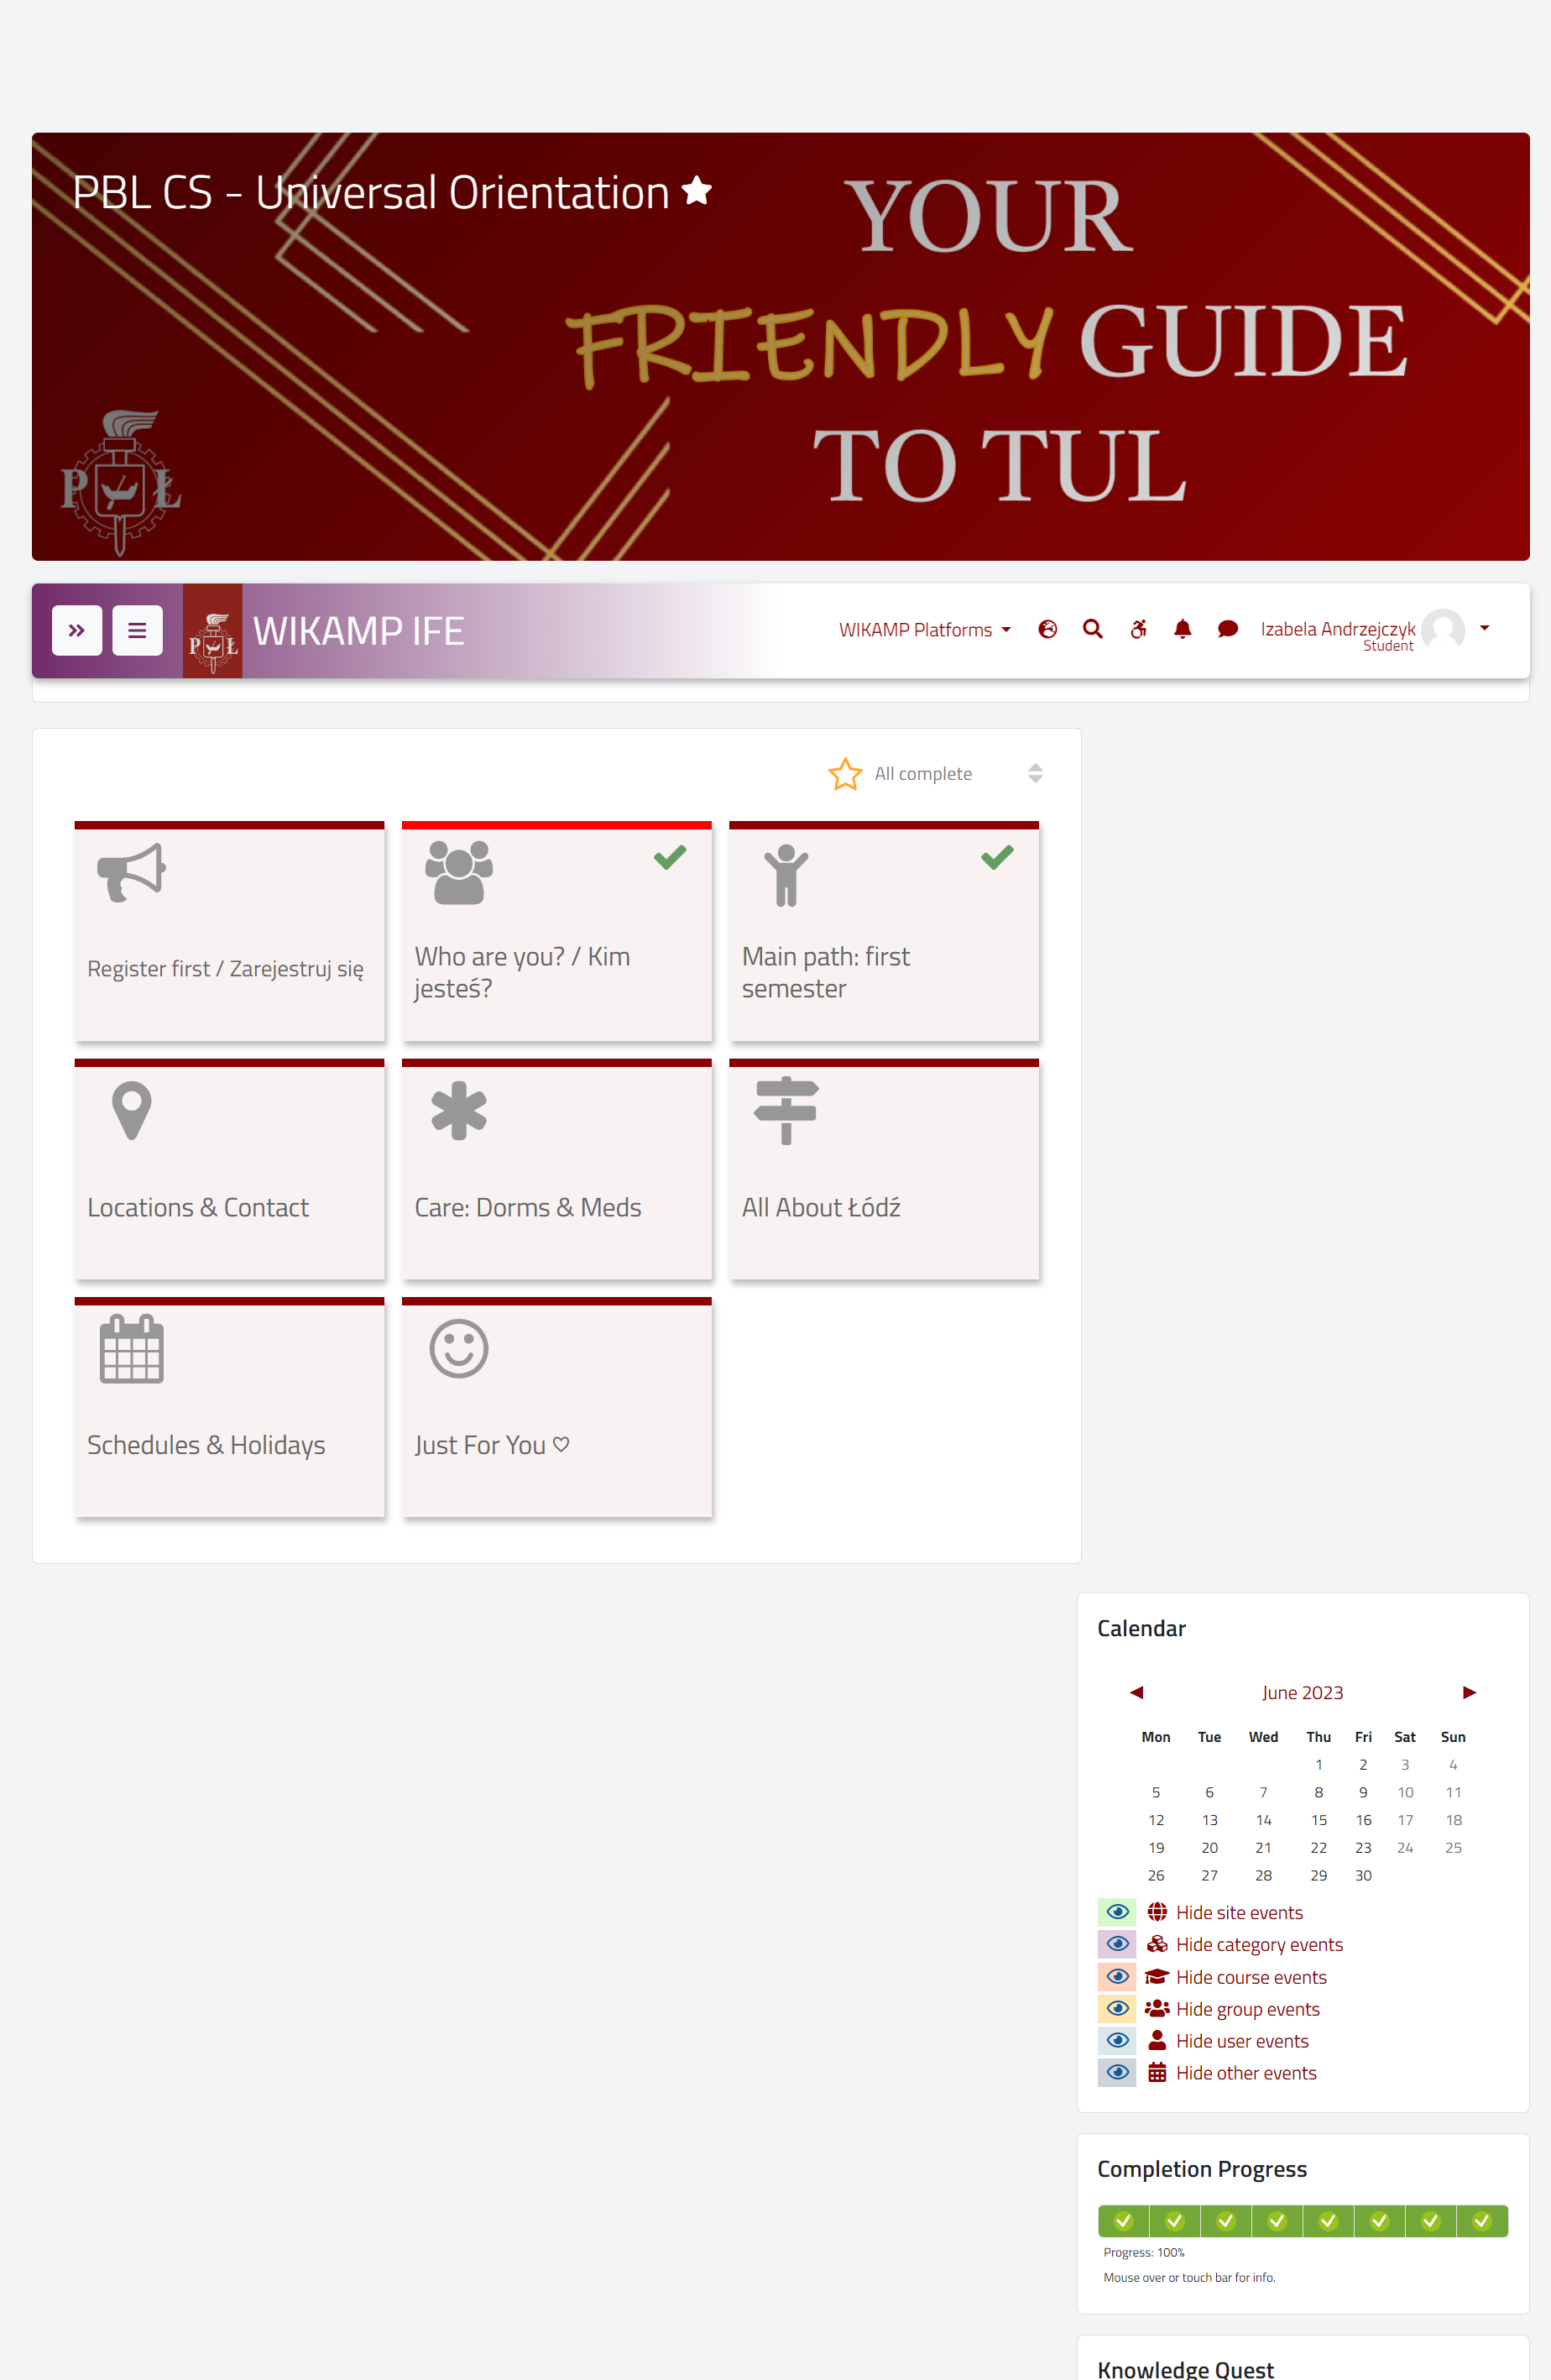 PBL CS - Universal Orientation
YOUR
FRIENDLY GUIDE
TO TUL
P Ł
P Ł
WIKAMP IFE
WIKAMP Platforms
Izabela Andrzejczyk
Student
All complete
Register first / Zarejestruj się
Who are you? / Kim
jesteś?
Main path: first
semester
Locations & Contact
Care: Dorms & Meds
All About Łódź
Schedules & Holidays
Just For You ♡
Calendar
◀ June 2023 ▶
Mon Tue Wed Thu Fri Sat Sun
1 2 3 4
5 6 7 8 9 10 11
12 13 14 15 16 17 18
19 20 21 22 23 24 25
26 27 28 29 30
Hide site events
Hide category events
Hide course events
Hide group events
Hide user events
Hide other events
Completion Progress
Progress: 100%
Mouse over or touch bar for info.
Knowledge Quest